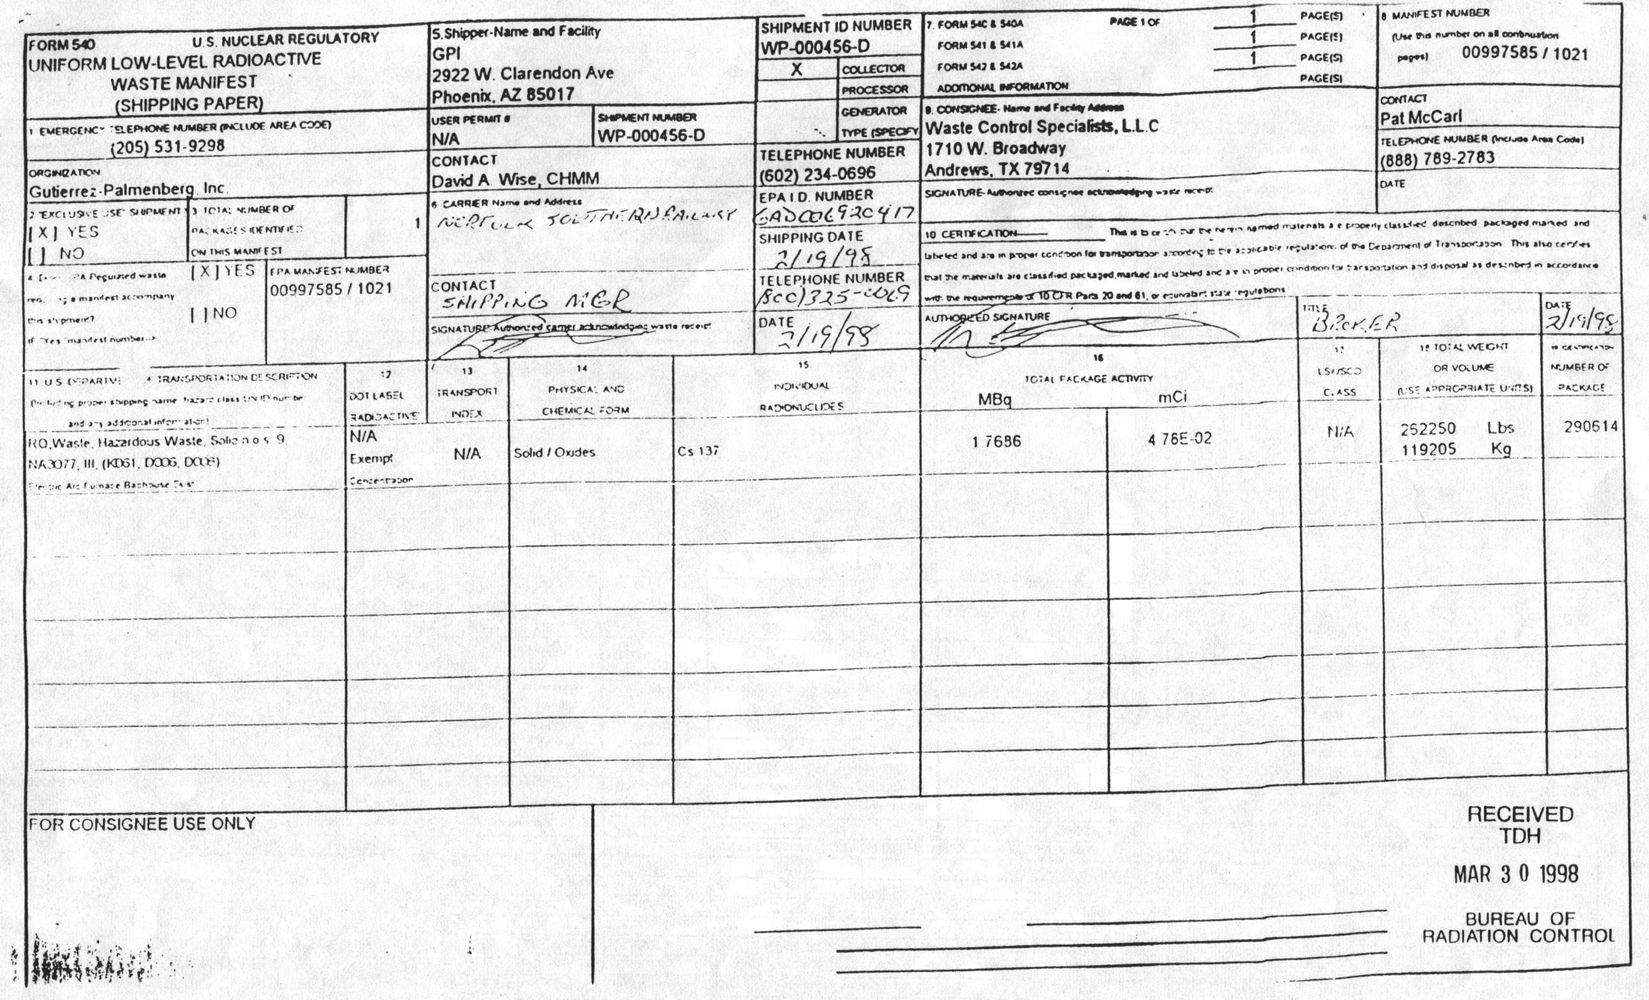 FORM 540 U.S. NUCLEAR REGULATORY
UNIFORM LOW-LEVEL RADIOACTIVE
WASTE MANIFEST
(SHIPPING PAPER)
1 EMERGENCY TELEPHONE NUMBER (INCLUDE AREA CODE)
(205) 531-9298
ORGINIZATION
Gutierrez-Palmenberg, Inc.
2 "EXCLUSIVE USE" SHIPMENT
[X] YES
[ ] NO
3 TOTAL NUMBER OF
PACKAGES IDENTIFIED
ON THIS MANIFEST
1
EPA Regulated waste
a manifest accompany
this shipment?
If "Yes" manifest number-->
[X] YES
[ ] NO
EPA MANIFEST NUMBER
00997585 / 1021
5.Shipper-Name and Facility
GPI
2922 W. Clarendon Ave
Phoenix, AZ 85017
USER PERMIT #
N/A
SHIPMENT NUMBER
WP-000456-D
CONTACT
David A. Wise, CHMM
6 CARRIER Name and Address
NORFOLK SOUTHERN RAILWAY
CONTACT
SHIPPING MGR
SIGNATURE-Authorized carrier acknowledging waste receipt
SHIPMENT ID NUMBER
WP-000456-D
X COLLECTOR
PROCESSOR
GENERATOR
TYPE (SPECIFY
TELEPHONE NUMBER
(602) 234-0696
EPA I.D. NUMBER
GAD006920417
SHIPPING DATE
2/19/98
TELEPHONE NUMBER
(800)325-0069
DATE
2/19/98
7. FORM 540 & 540A PAGE 1 OF 1 PAGE(S)
FORM 541 & 541A 1 PAGE(S)
FORM 542 & 542A 1 PAGE(S)
ADDITIONAL INFORMATION PAGE(S)
8 MANIFEST NUMBER
(Use this number on all continuation
pages) 00997585 / 1021
9. CONSIGNEE- Name and Facility Address
Waste Control Specialists, L.L.C
1710 W. Broadway
Andrews, TX 79714
SIGNATURE-Authorized consignee acknowledging waste receipt
CONTACT
Pat McCarl
TELEPHONE NUMBER (Include Area Code)
(888) 789-2783
DATE
10 CERTIFICATION This is to certify that the herein named materials are properly classified described packaged marked and
labeled and are in proper condition for transportation according to the applicable regulations of the Department of Transportation This also certifies
that the materials are classified packaged, marked and labeled and are in proper condition for transportation and disposal as described in accordance
with the requirements of 10 CFR Parts 20 and 61, or equivalent state regulations
AUTHORIZED SIGNATURE
TITLE
BROKER
DATE
2/19/98
11 U S DEPARTMENT TRANSPORTATION DESCRIPTION
(Including proper shipping name hazard class UN ID number
and any additional information)
12
DOT LABEL
RADIOACTIVE
13
TRANSPORT
INDEX
14
PHYSICAL AND
CHEMICAL FORM
15
INDIVIDUAL
RADIONUCLIDES
16
TOTAL PACKAGE ACTIVITY
MBq mCi
17
LSA/SCO
CLASS
18 TOTAL WEIGHT
OR VOLUME
(USE APPROPRIATE UNITS)
NUMBER OF
PACKAGE
RQ,Waste, Hazardous Waste, Solid n o s 9,
NA3077, III, (K061, D006, D008)
Electric Arc Furnace Baghouse Dust
N/A
Exempt
Concentration
N/A
Solid / Oxides
Cs 137
1 7686
4 78E-02
N/A
262250 Lbs
119205 Kg
290614
FOR CONSIGNEE USE ONLY
RECEIVED
TDH
MAR 3 0 1998
BUREAU OF
RADIATION CONTROL